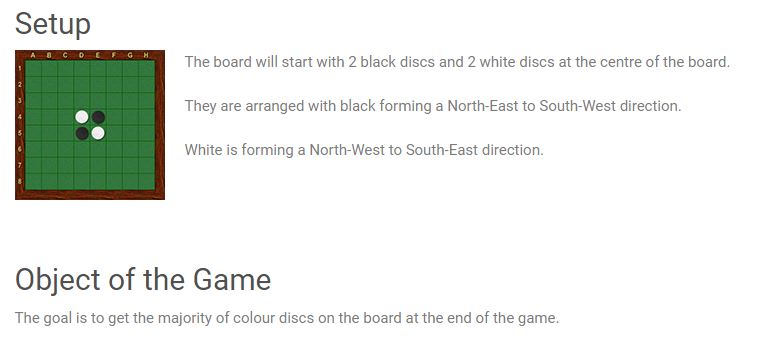 Setup
A B C D E F G H
1
2
3
4
5
6
7
8
The board will start with 2 black discs and 2 white discs at the centre of the board.
They are arranged with black forming a North-East to South-West direction.
White is forming a North-West to South-East direction.
Object of the Game
The goal is to get the majority of colour discs on the board at the end of the game.